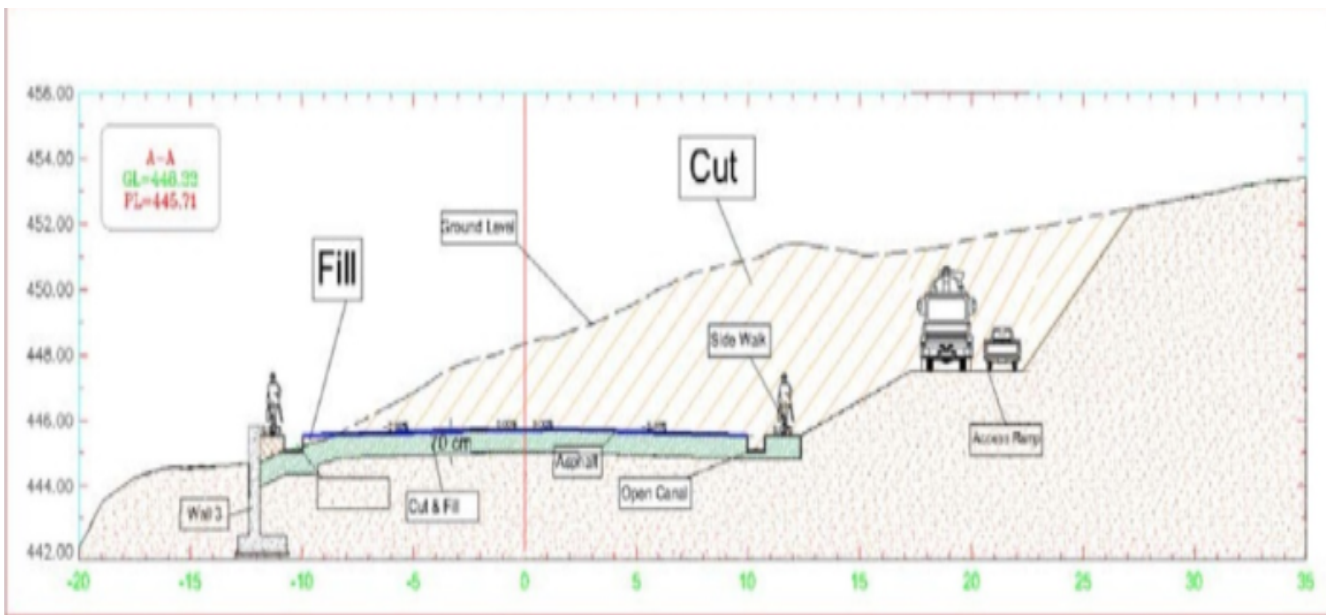 456.00
454.00
452.00
450.00
448.00
446.00
444.00
442.00
A-A
GL=448.32
PL=445.71
Cut
Ground Level
Fill
Side Walk
70 cm
Asphalt
Access Ramp
Open Canal
Cut & Fill
Wall 3
-20
-15
-10
-5
0
5
10
15
20
25
30
35